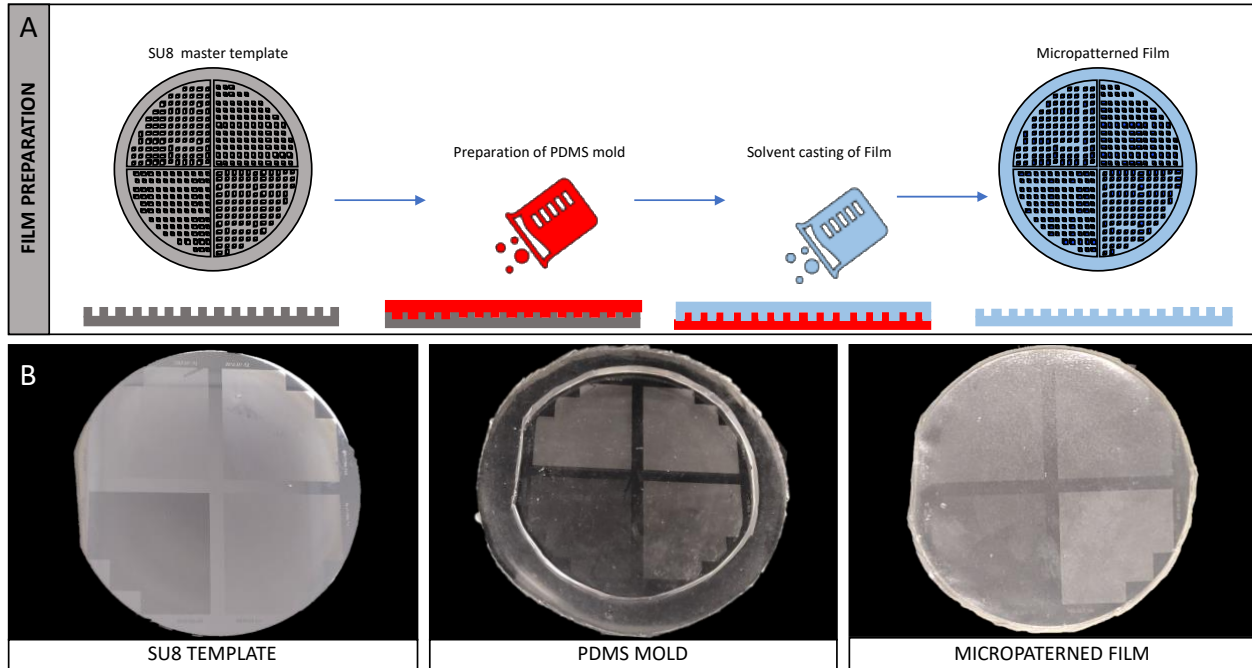 A
FILM PREPARATION
SU8 master template
Preparation of PDMS mold
Solvent casting of Film
Micropatterned Film
B
SU8 TEMPLATE
PDMS MOLD
MICROPATERNED FILM